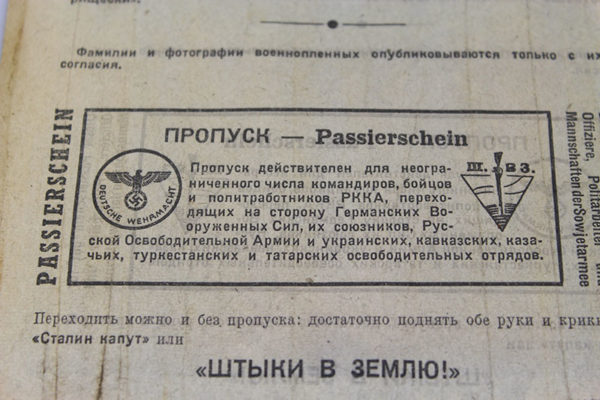 Фамилии и фотографии военнопленных опубликовываются только с их
согласия.
PASSIERSCHEIN
ПРОПУСК — Passierschein
DEUTSCHE WEHRMACHT
Пропуск действителен для неогра-
ниченного числа командиров, бойцов
и политработников РККА, перехо-
дящих на сторону Германских Во-
оруженных Сил, их союзников, Рус-
ской Освободительной Армии и украинских, кавказских, каза-
чьих, туркестанских и татарских освободительных отрядов.
Ш. В З.
Offiziere, Politarbeiter und
Mannschaften der Sowjetarmee
Переходить можно и без пропуска: достаточно поднять обе руки и крик
«Сталин капут» или
«ШТЫКИ В ЗЕМЛЮ!»